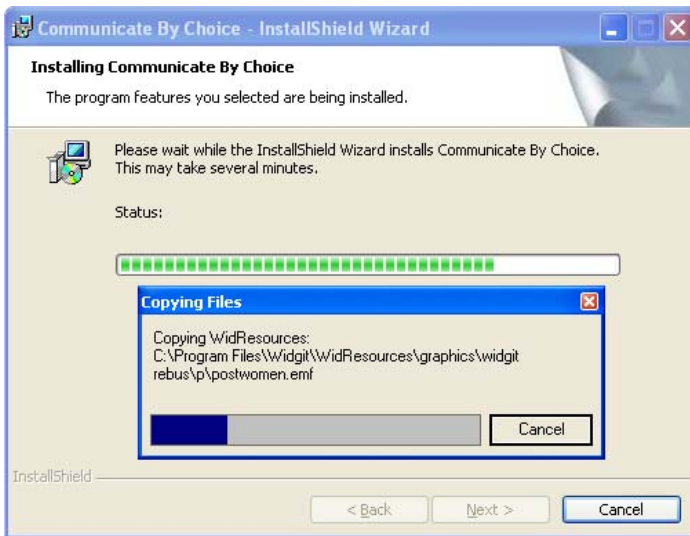 Communicate By Choice - InstallShield Wizard
Installing Communicate By Choice
The program features you selected are being installed.
Please wait while the InstallShield Wizard installs Communicate By Choice.
This may take several minutes.
Status:
Copying Files
Copying WidResources:
C:\Program Files\Widgit\WidResources\graphics\widgit
rebus\p\postwomen.emf
Cancel
InstallShield
< Back Next > Cancel